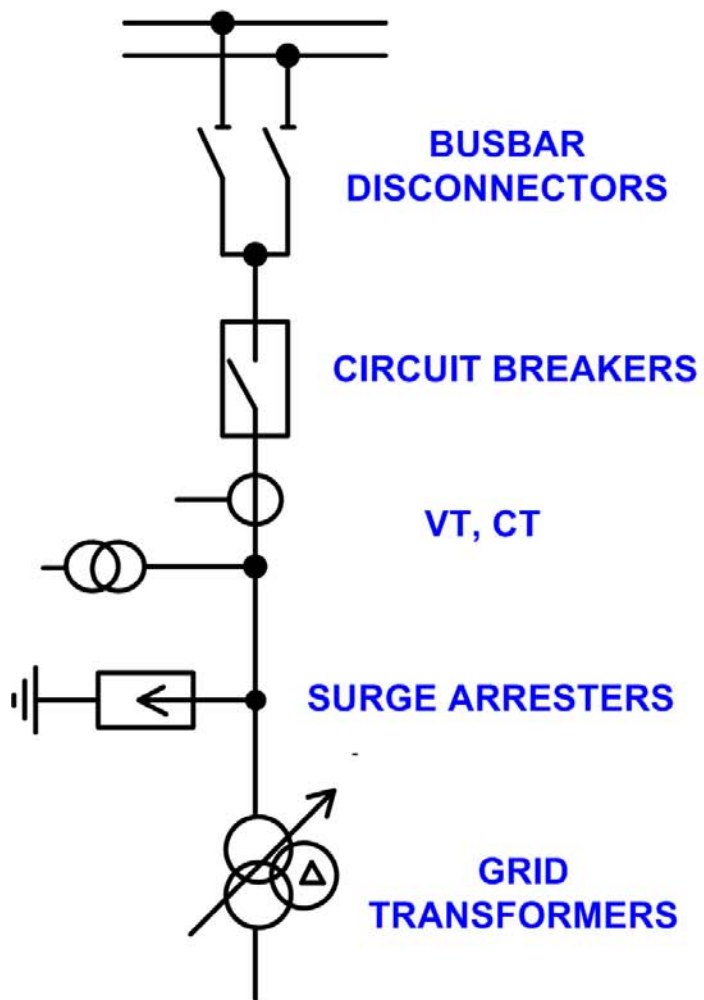 BUSBAR
DISCONNECTORS
CIRCUIT BREAKERS
VT, CT
SURGE ARRESTERS
GRID
TRANSFORMERS